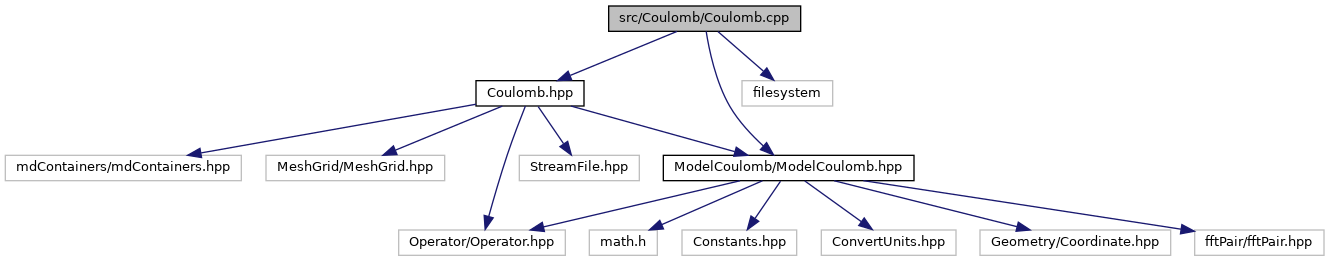 src/Coulomb/Coulomb.cpp
Coulomb.hpp
filesystem
mdContainers/mdContainers.hpp
MeshGrid/MeshGrid.hpp
StreamFile.hpp
ModelCoulomb/ModelCoulomb.hpp
Operator/Operator.hpp
math.h
Constants.hpp
ConvertUnits.hpp
Geometry/Coordinate.hpp
fftPair/fftPair.hpp